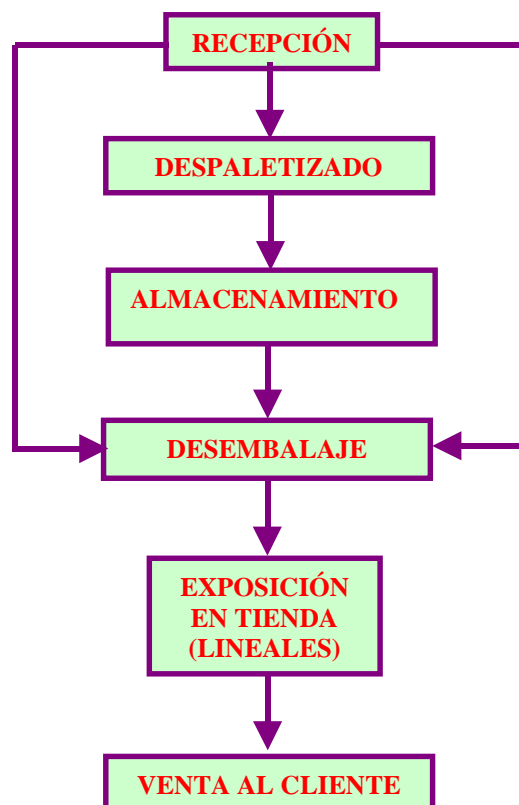 RECEPCIÓN
DESPALETIZADO
ALMACENAMIENTO
DESEMBALAJE
EXPOSICIÓN
EN TIENDA
(LINEALES)
VENTA AL CLIENTE